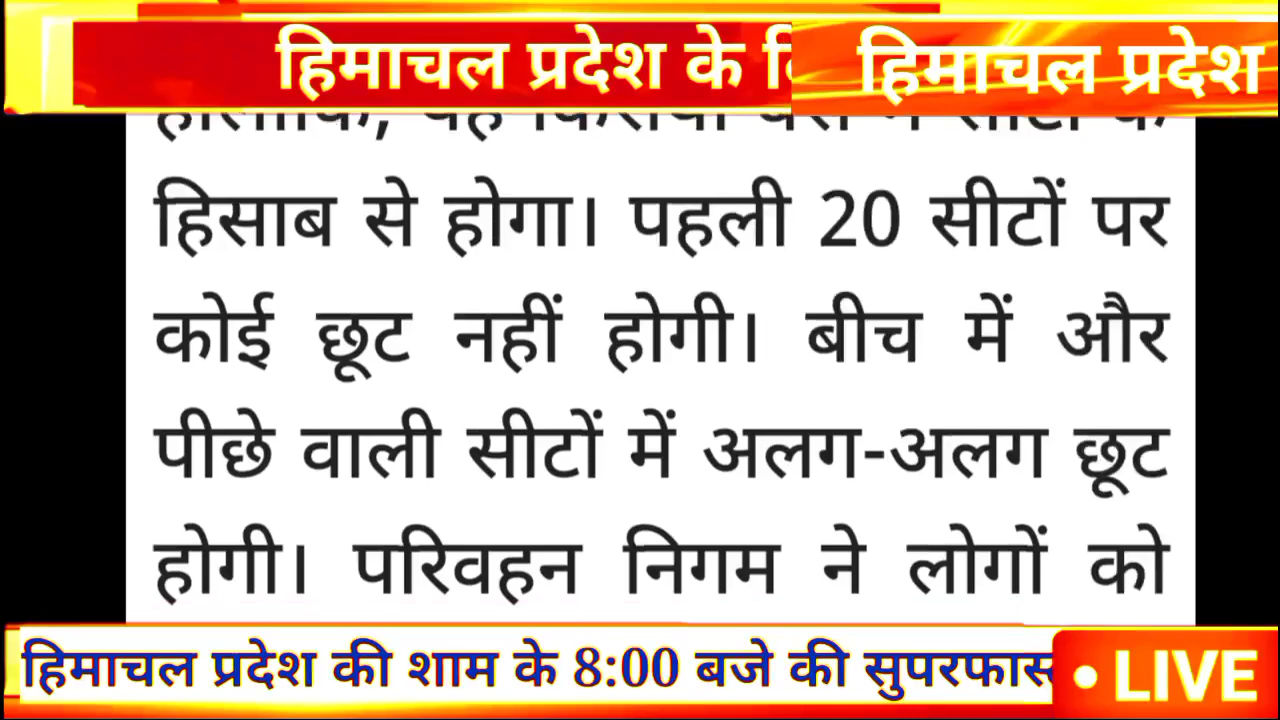 हिमाचल प्रदेश के
हिमाचल प्रदेश
हिसाब से होगा। पहली 20 सीटों पर
कोई छूट नहीं होगी। बीच में और
पीछे वाली सीटों में अलग-अलग छूट
होगी। परिवहन निगम ने लोगों को
हिमाचल प्रदेश की शाम के 8:00 बजे की
• LIVE